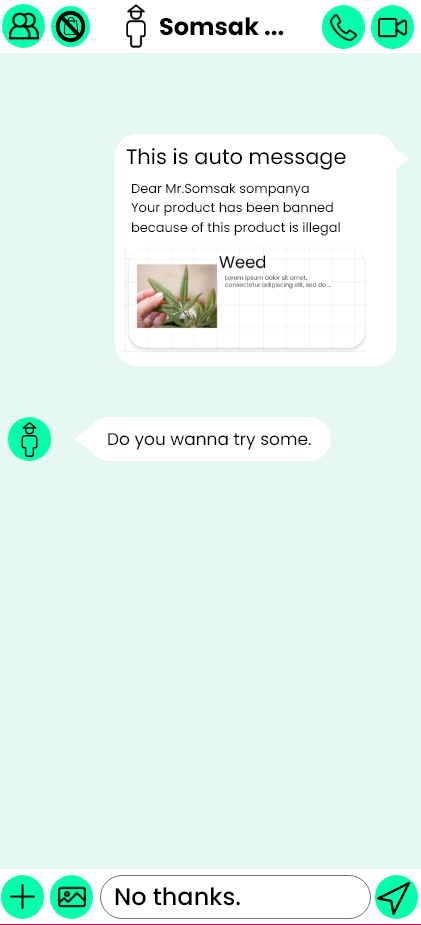 Somsak ...
This is auto message
Dear Mr.Somsak sompanya
Your product has been banned
because of this product is illegal
Weed
Lorem ipsum dolor sit amet,
consectetur adipiscing elit, sed do ...
Do you wanna try some.
No thanks.